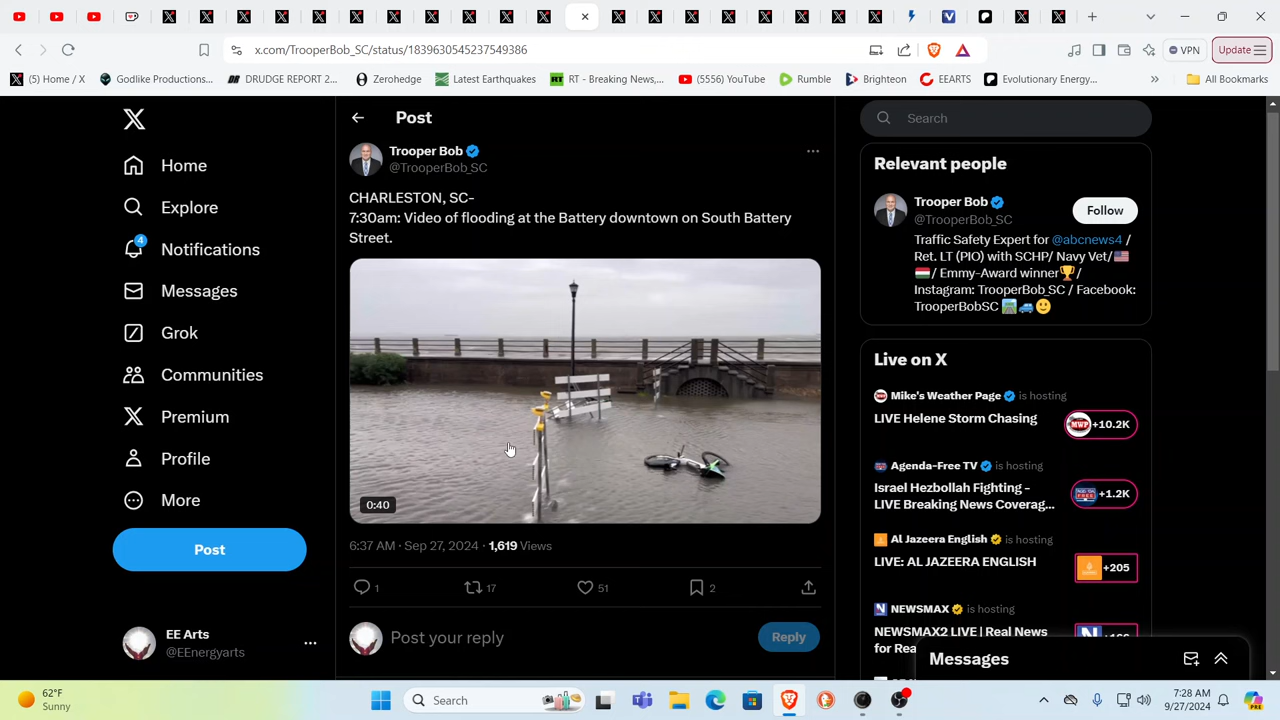 x.com/TrooperBob_SC/status/1839630545237549386
VPN
Update
(5) Home / X
Godlike Productions...
DRUDGE REPORT 2...
Zerohedge
Latest Earthquakes
RT - Breaking News,...
(5555) YouTube
Rumble
Brighteon
EEARTS
Evolutionary Energy...
All Bookmarks
Home
Explore
4
Notifications
Messages
Grok
Communities
Premium
Profile
More
Post
EE Arts
@EEnergyarts
Post
Trooper Bob
@TrooperBob_SC
CHARLESTON, SC-
7:30am: Video of flooding at the Battery downtown on South Battery
Street.
0:40
6:37 AM · Sep 27, 2024 · 1,619 Views
1
17
51
2
Post your reply
Reply
Search
Relevant people
Trooper Bob
@TrooperBob_SC
Follow
Traffic Safety Expert for @abcnews4 /
Ret. LT (PIO) with SCHP/ Navy Vet/
/ Emmy-Award winner /
Instagram: TrooperBob_SC / Facebook:
TrooperBobSC
Live on X
Mike's Weather Page is hosting
LIVE Helene Storm Chasing
MWP +10.2K
Agenda-Free TV is hosting
Israel Hezbollah Fighting -
LIVE Breaking News Coverag...
+1.2K
Al Jazeera English is hosting
LIVE: AL JAZEERA ENGLISH
+205
NEWSMAX is hosting
NEWSMAX2 LIVE | Real News
for Rea
Messages
62°F
Sunny
Search
7:28 AM
9/27/2024
PRE